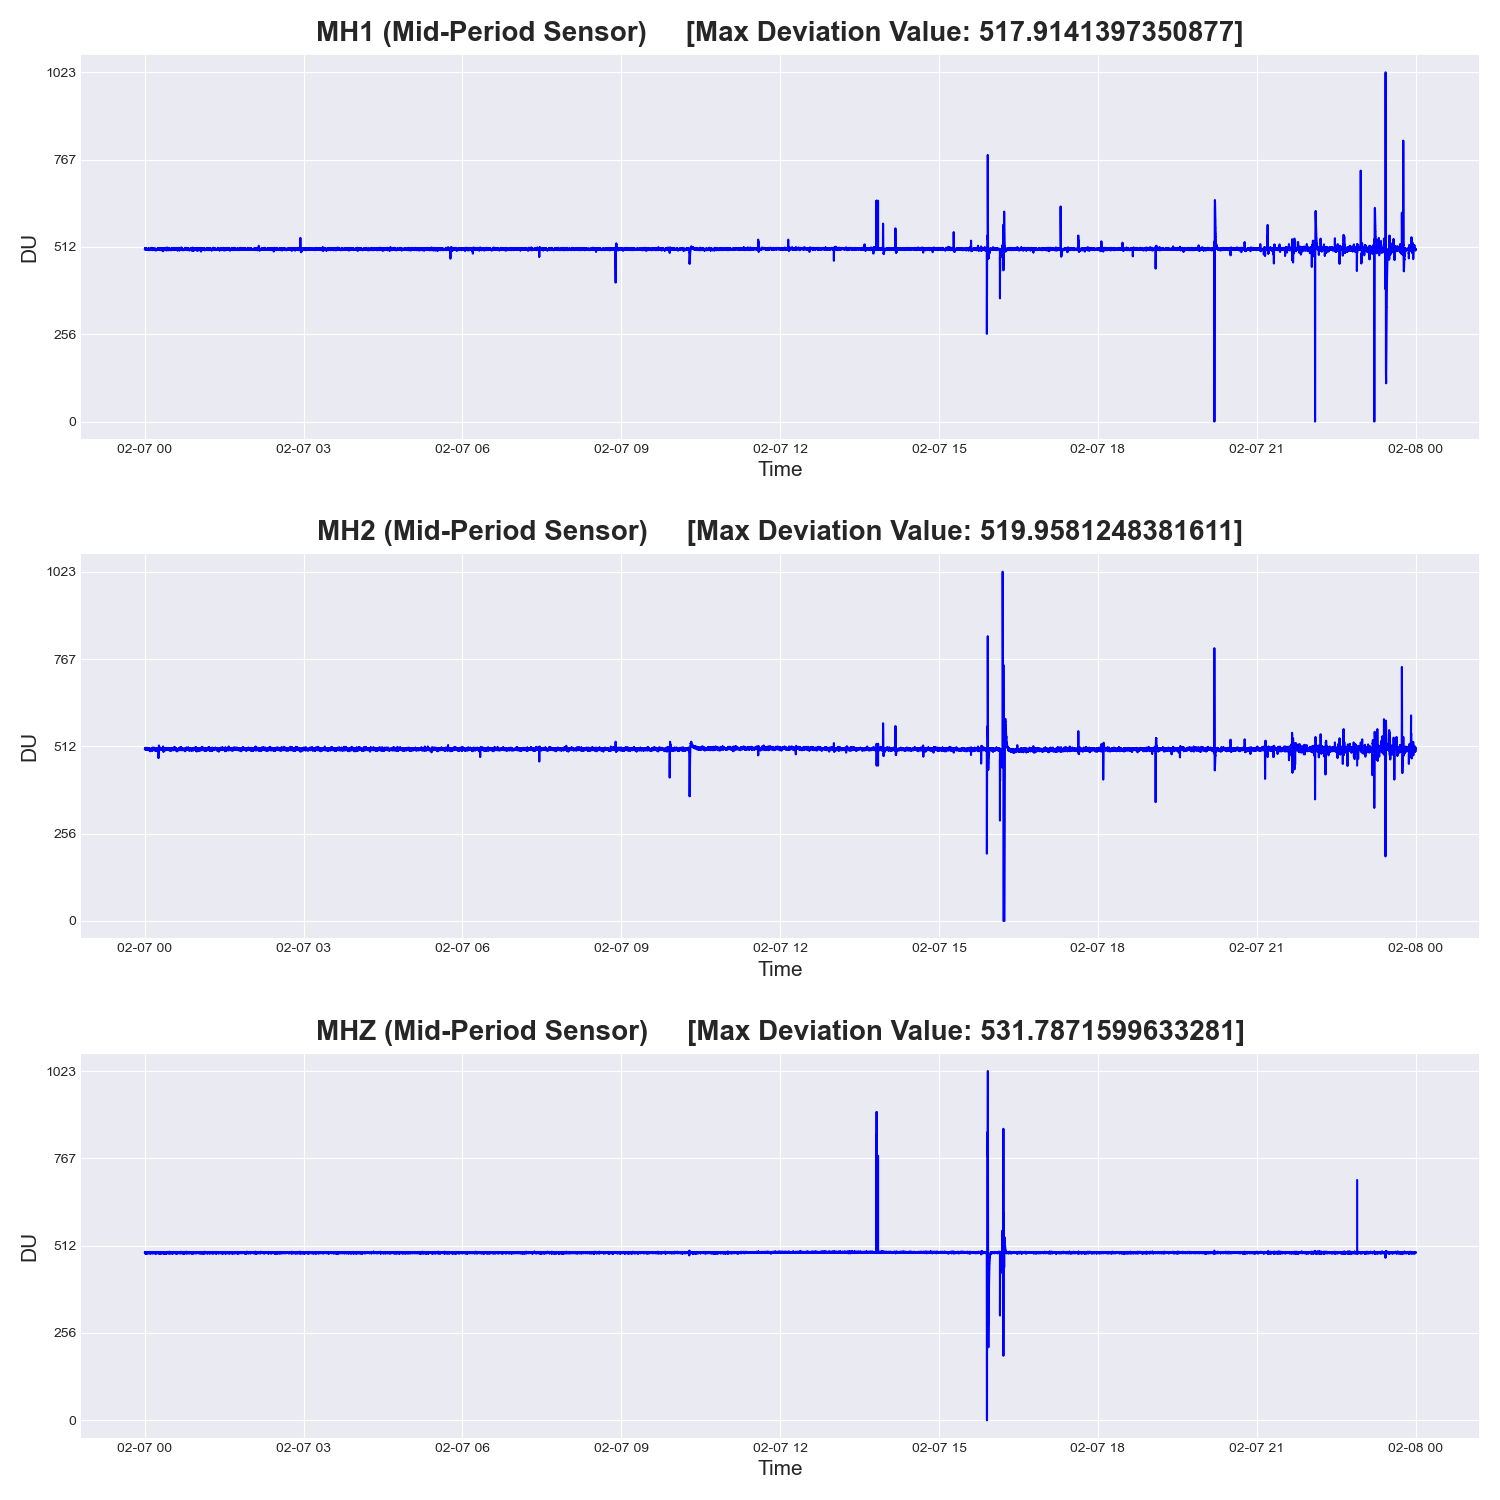 MH1 (Mid-Period Sensor) [Max Deviation Value: 517.9141397350877]
DU
1023
767
512
256
0
02-07 00 02-07 03 02-07 06 02-07 09 02-07 12 02-07 15 02-07 18 02-07 21 02-08 00
Time
MH2 (Mid-Period Sensor) [Max Deviation Value: 519.9581248381611]
DU
1023
767
512
256
0
02-07 00 02-07 03 02-07 06 02-07 09 02-07 12 02-07 15 02-07 18 02-07 21 02-08 00
Time
MHZ (Mid-Period Sensor) [Max Deviation Value: 531.7871599633281]
DU
1023
767
512
256
0
02-07 00 02-07 03 02-07 06 02-07 09 02-07 12 02-07 15 02-07 18 02-07 21 02-08 00
Time